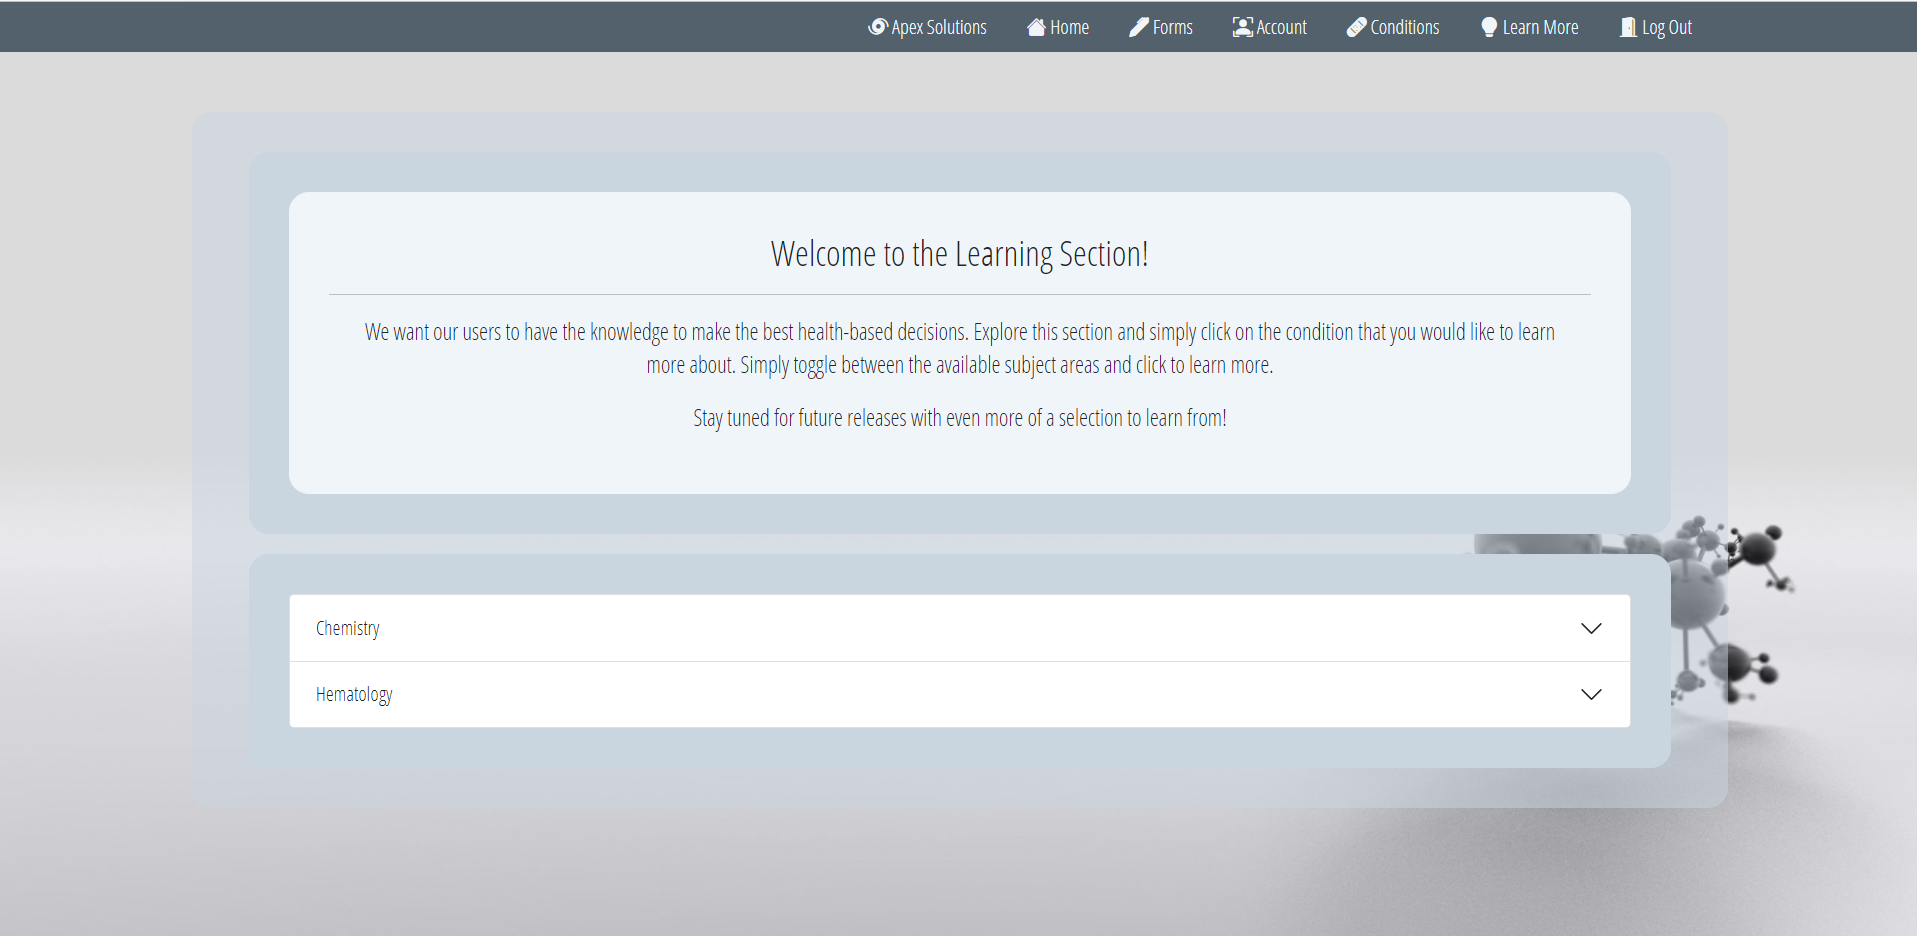 Apex Solutions Home Forms Account Conditions Learn More Log Out
Welcome to the Learning Section!
We want our users to have the knowledge to make the best health-based decisions. Explore this section and simply click on the condition that you would like to learn
more about. Simply toggle between the available subject areas and click to learn more.
Stay tuned for future releases with even more of a selection to learn from!
Chemistry
Hematology